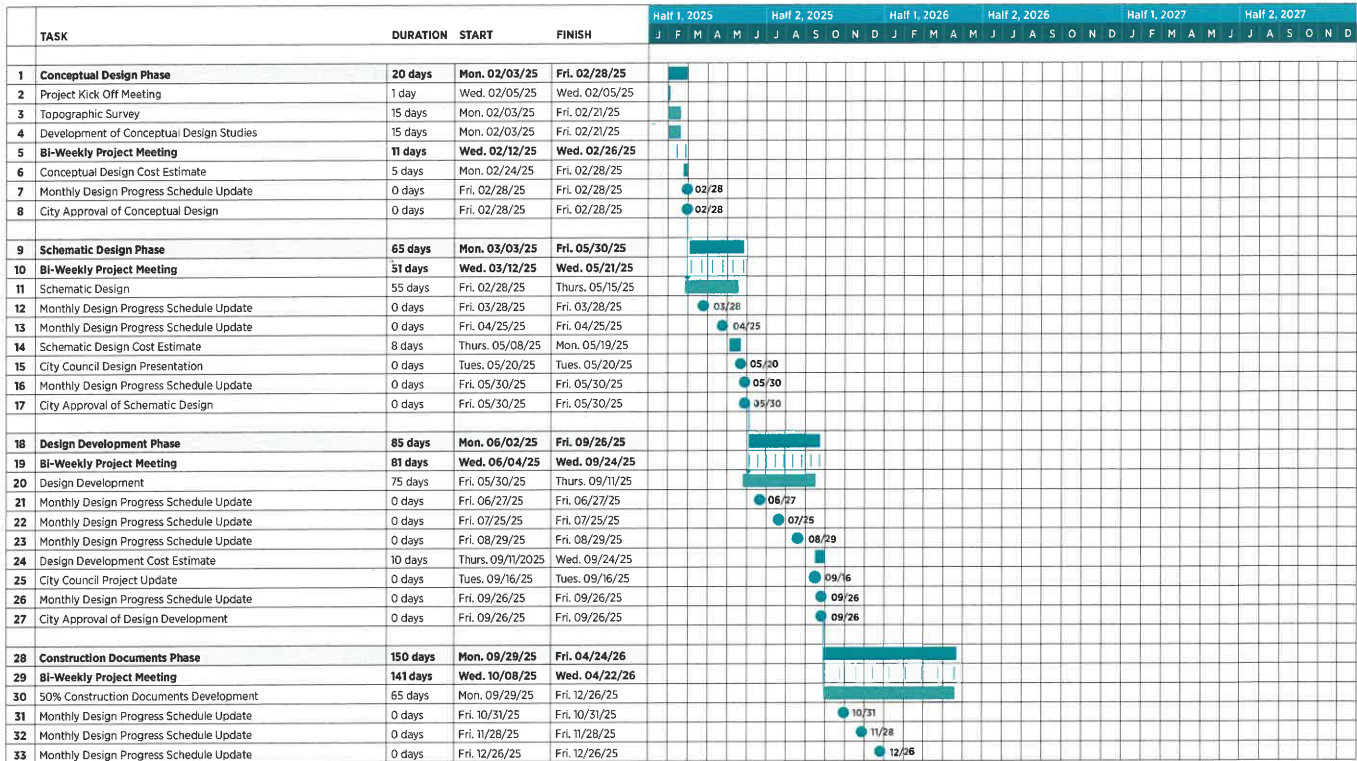 Half 1, 2025 Half 2, 2025 Half 1, 2026 Half 2, 2026 Half 1, 2027 Half 2, 2027
TASK DURATION START FINISH J F M A M J J A S O N D J F M A M J J A S O N D J F M A M J J A S O N D
1 Conceptual Design Phase 20 days Mon. 02/03/25 Fri. 02/28/25
2 Project Kick Off Meeting 1 day Wed. 02/05/25 Wed. 02/05/25
3 Topographic Survey 15 days Mon. 02/03/25 Fri. 02/21/25
4 Development of Conceptual Design Studies 15 days Mon. 02/03/25 Fri. 02/21/25
5 Bi-Weekly Project Meeting 11 days Wed. 02/12/25 Wed. 02/26/25
6 Conceptual Design Cost Estimate 5 days Mon. 02/24/25 Fri. 02/28/25
7 Monthly Design Progress Schedule Update 0 days Fri. 02/28/25 Fri. 02/28/25 02/28
8 City Approval of Conceptual Design 0 days Fri. 02/28/25 Fri. 02/28/25 02/28
9 Schematic Design Phase 65 days Mon. 03/03/25 Fri. 05/30/25
10 Bi-Weekly Project Meeting 51 days Wed. 03/12/25 Wed. 05/21/25
11 Schematic Design 55 days Fri. 02/28/25 Thurs. 05/15/25
12 Monthly Design Progress Schedule Update 0 days Fri. 03/28/25 Fri. 03/28/25 03/28
13 Monthly Design Progress Schedule Update 0 days Fri. 04/25/25 Fri. 04/25/25 04/25
14 Schematic Design Cost Estimate 8 days Thurs. 05/08/25 Mon. 05/19/25
15 City Council Design Presentation 0 days Tues. 05/20/25 Tues. 05/20/25 05/20
16 Monthly Design Progress Schedule Update 0 days Fri. 05/30/25 Fri. 05/30/25 05/30
17 City Approval of Schematic Design 0 days Fri. 05/30/25 Fri. 05/30/25 05/30
18 Design Development Phase 85 days Mon. 06/02/25 Fri. 09/26/25
19 Bi-Weekly Project Meeting 81 days Wed. 06/04/25 Wed. 09/24/25
20 Design Development 75 days Fri. 05/30/25 Thurs. 09/11/25
21 Monthly Design Progress Schedule Update 0 days Fri. 06/27/25 Fri. 06/27/25 06/27
22 Monthly Design Progress Schedule Update 0 days Fri. 07/25/25 Fri. 07/25/25 07/25
23 Monthly Design Progress Schedule Update 0 days Fri. 08/29/25 Fri. 08/29/25 08/29
24 Design Development Cost Estimate 10 days Thurs. 09/11/2025 Wed. 09/24/25
25 City Council Project Update 0 days Tues. 09/16/25 Tues. 09/16/25 09/16
26 Monthly Design Progress Schedule Update 0 days Fri. 09/26/25 Fri. 09/26/25 09/26
27 City Approval of Design Development 0 days Fri. 09/26/25 Fri. 09/26/25 09/26
28 Construction Documents Phase 150 days Mon. 09/29/25 Fri. 04/24/26
29 Bi-Weekly Project Meeting 141 days Wed. 10/08/25 Wed. 04/22/26
30 50% Construction Documents Development 65 days Mon. 09/29/25 Fri. 12/26/25
31 Monthly Design Progress Schedule Update 0 days Fri. 10/31/25 Fri. 10/31/25 10/31
32 Monthly Design Progress Schedule Update 0 days Fri. 11/28/25 Fri. 11/28/25 11/28
33 Monthly Design Progress Schedule Update 0 days Fri. 12/26/25 Fri. 12/26/25 12/26